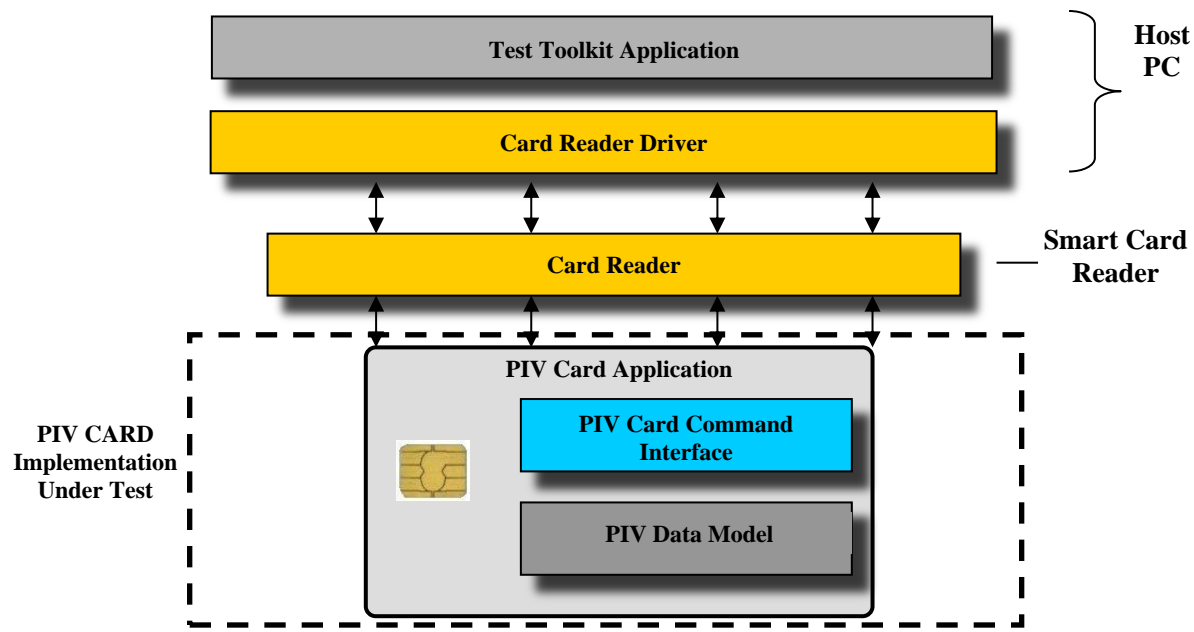 Test Toolkit Application
Host
PC
Card Reader Driver
Card Reader
Smart Card
Reader
PIV Card Application
PIV Card Command
Interface
PIV CARD
Implementation
Under Test
PIV Data Model